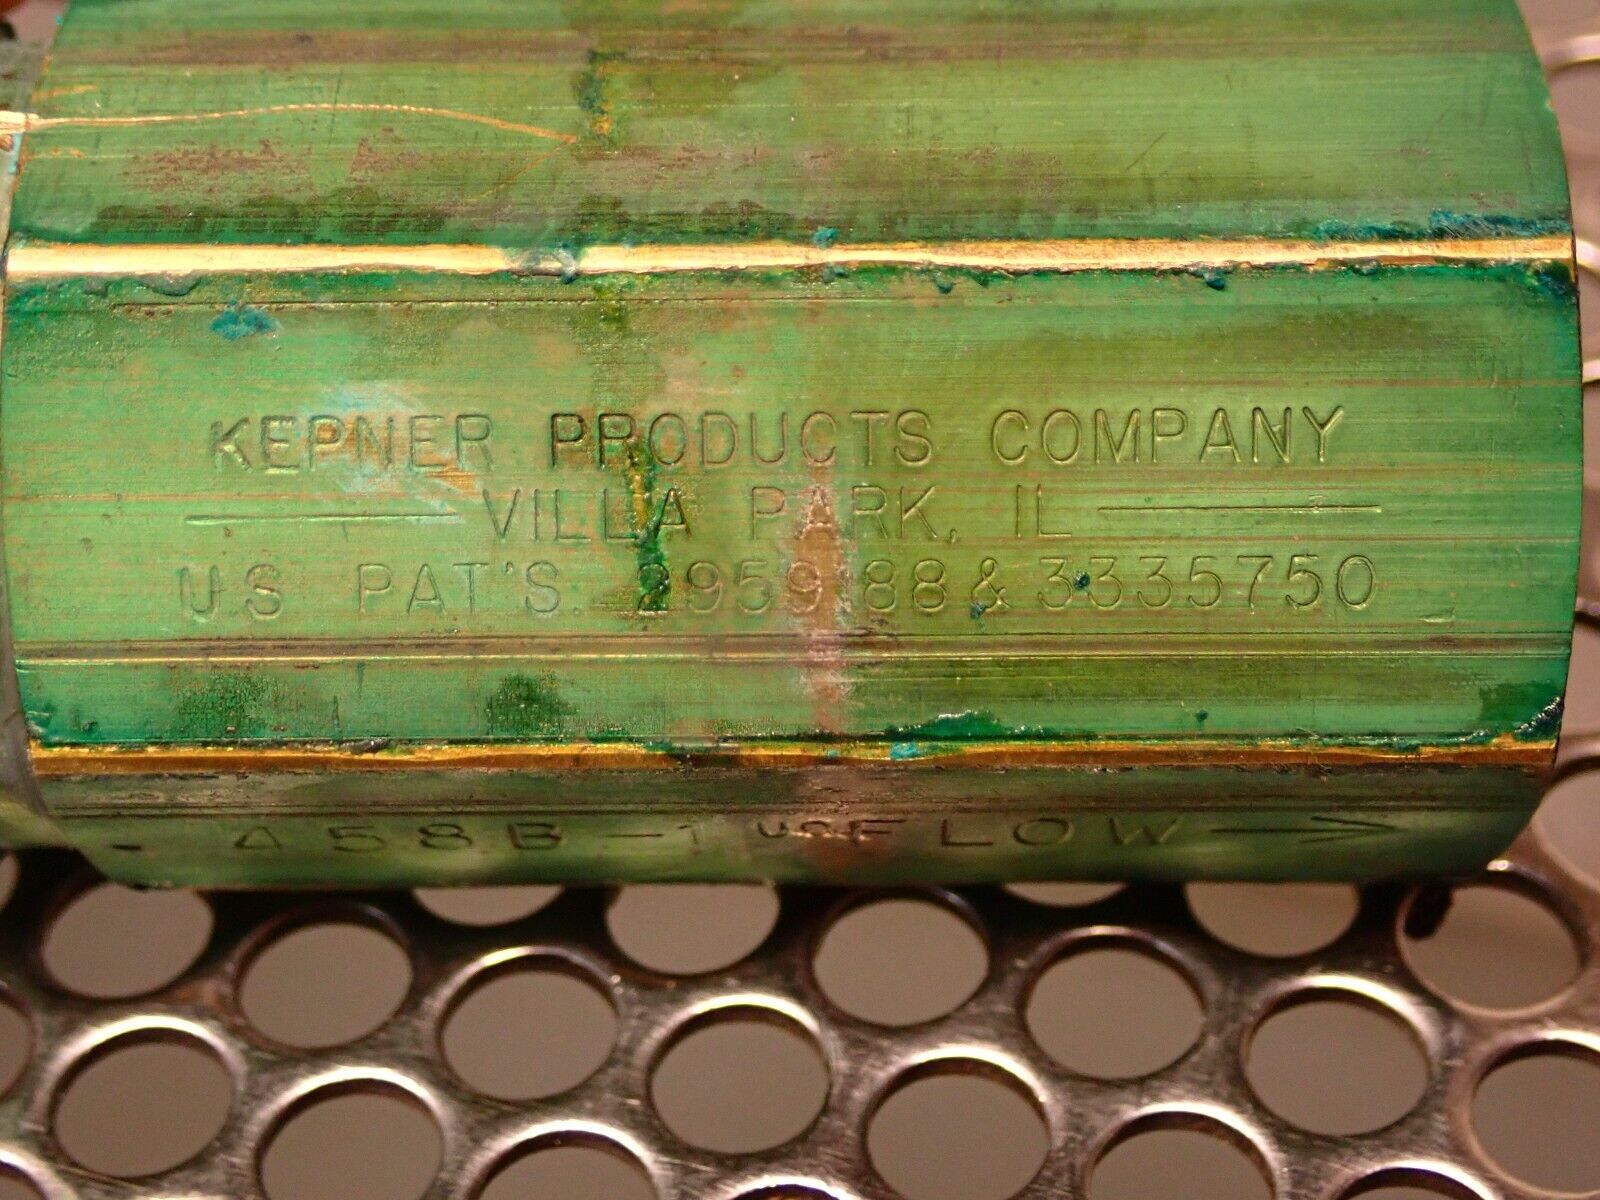 KEPNER PRODUCTS COMPANY
VILLA PARK, IL
U.S. PAT'S. 2959188 & 3335750
458B-1 FLOW →